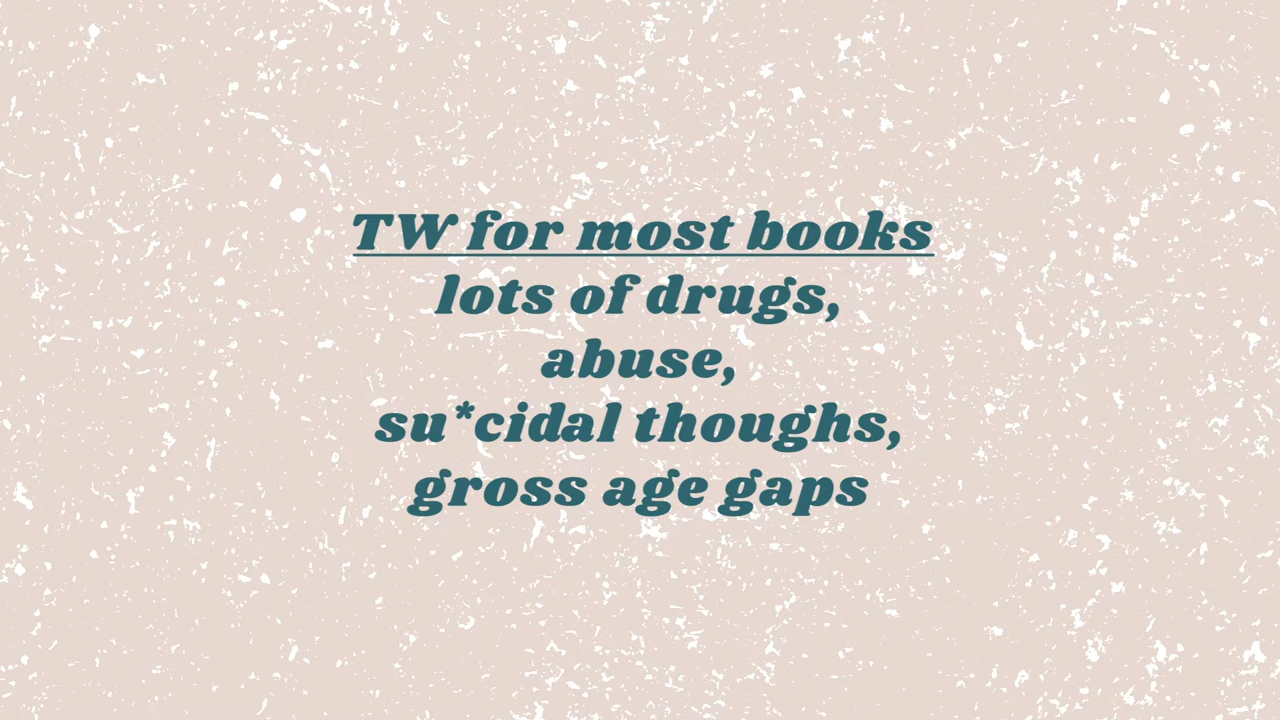 TW for most books
lots of drugs,
abuse,
su*cidal thoughs,
gross age gaps